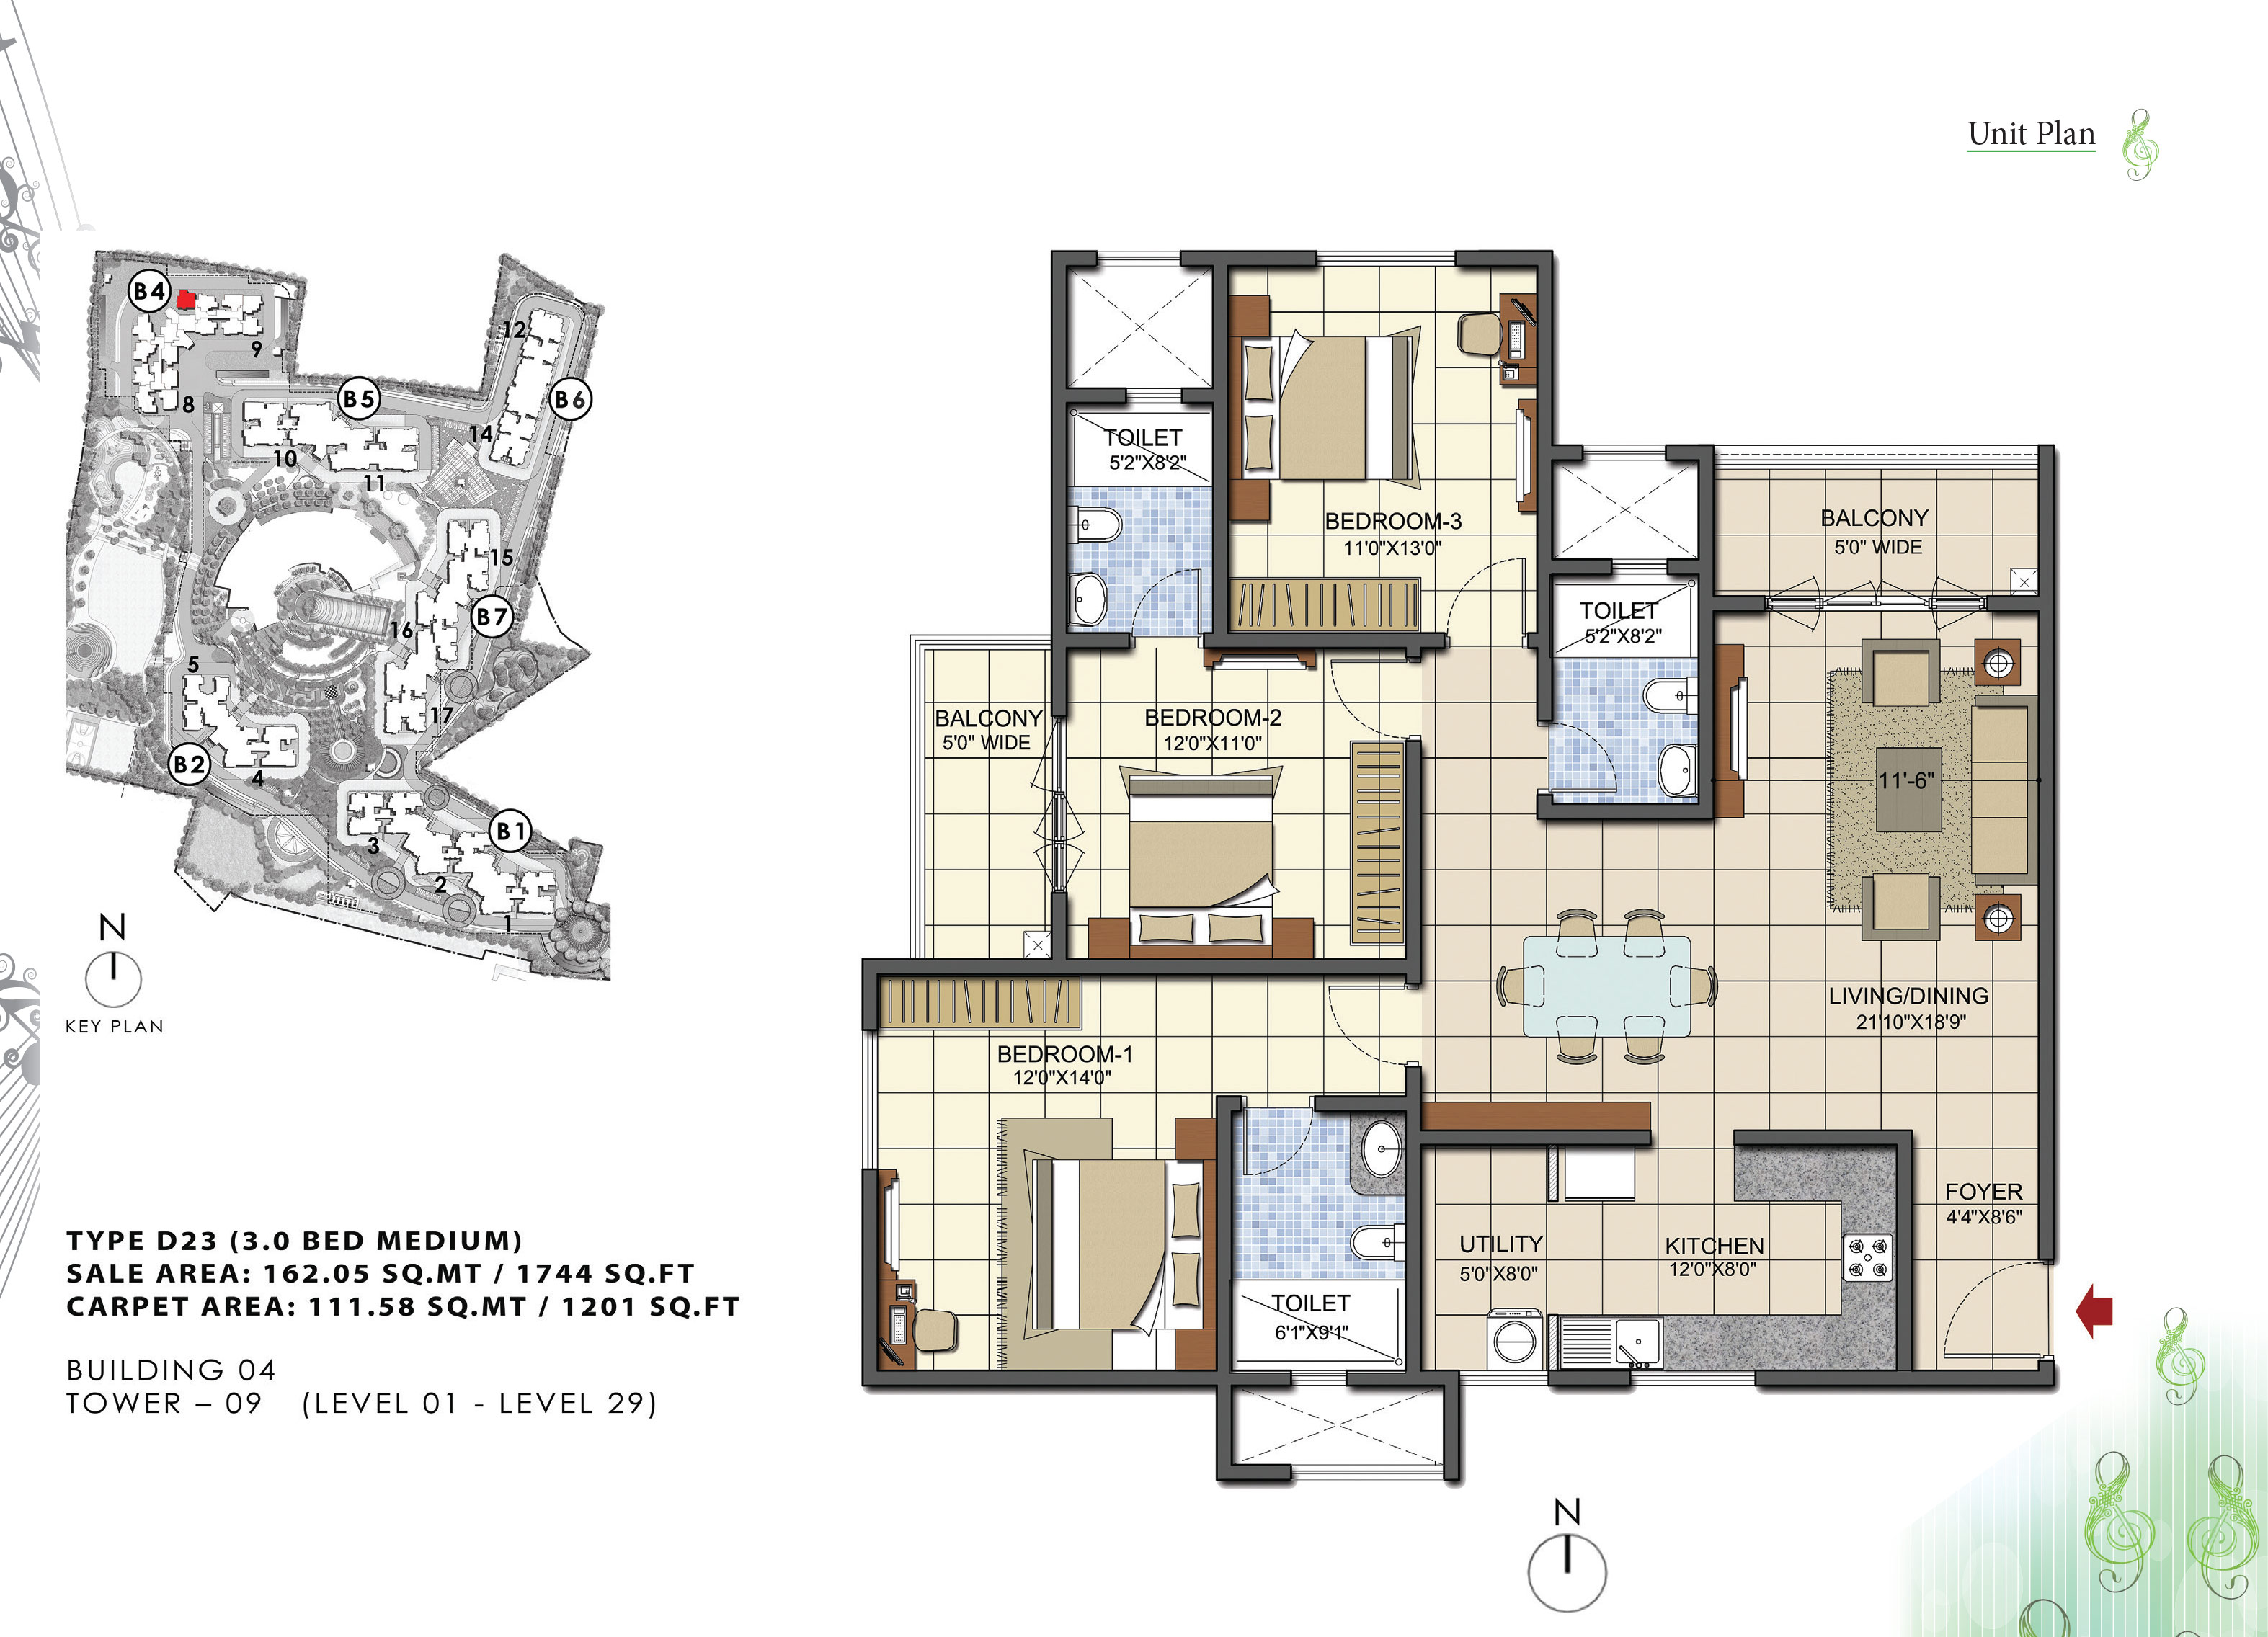 Unit Plan
B4
9
8
B5
10
11
12
B6
14
15
B7
16
17
5
B2
4
B1
3
2
1
N
KEY PLAN
TYPE D23 (3.0 BED MEDIUM)
SALE AREA: 162.05 SQ.MT / 1744 SQ.FT
CARPET AREA: 111.58 SQ.MT / 1201 SQ.FT
BUILDING 04
TOWER – 09 (LEVEL 01 - LEVEL 29)
TOILET
5'2"X8'2"
BEDROOM-3
11'0"X13'0"
BALCONY
5'0" WIDE
TOILET
5'2"X8'2"
BALCONY
5'0" WIDE
BEDROOM-2
12'0"X11'0"
11'-6"
LIVING/DINING
21'10"X18'9"
BEDROOM-1
12'0"X14'0"
FOYER
4'4"X8'6"
UTILITY
5'0"X8'0"
KITCHEN
12'0"X8'0"
TOILET
6'1"X9'1"
N